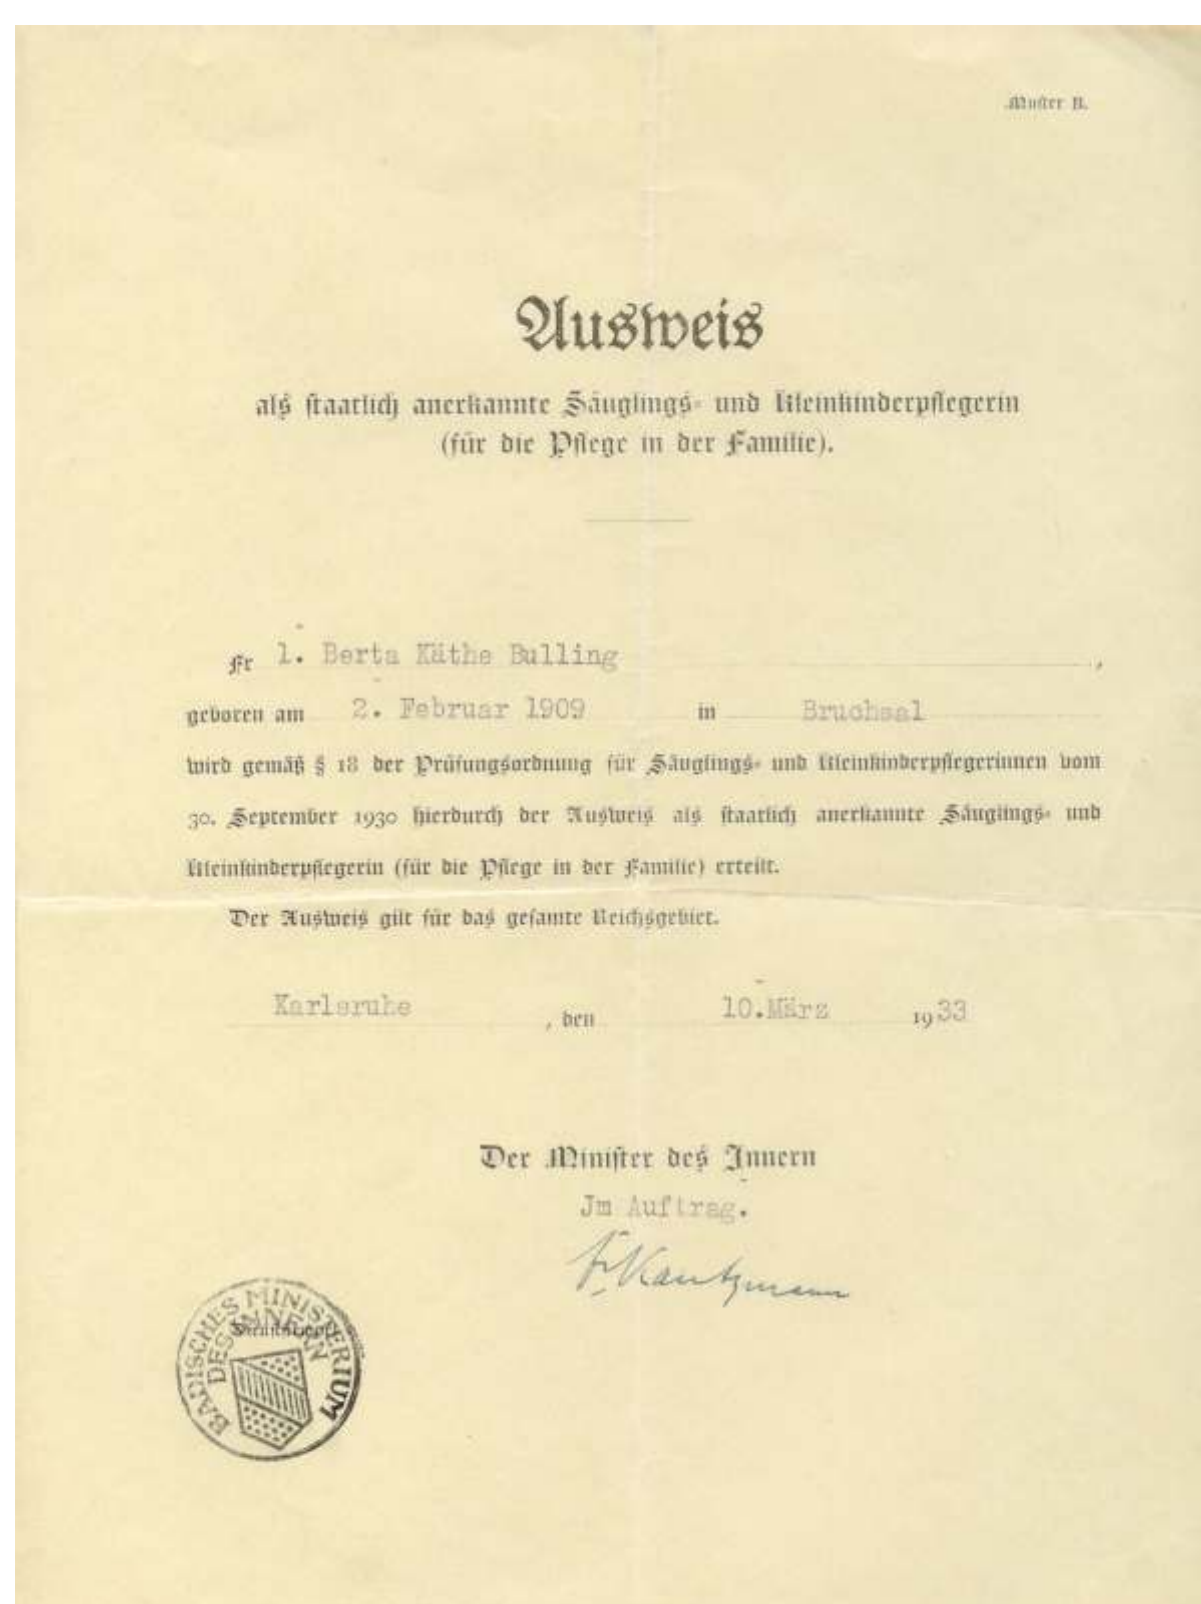 Muster B.
Ausweis
als staatlich anerkannte Säuglings- und Kleinkinderpflegerin
(für die Pflege in der Familie).
Fr l. Berta Käthe Bulling ,
geboren am 2. Februar 1909 in Bruchsal
wird gemäß § 18 der Prüfungsordnung für Säuglings- und Kleinkinderpflegerinnen vom
30. September 1930 hierdurch der Ausweis als staatlich anerkannte Säuglings- und
Kleinkinderpflegerin (für die Pflege in der Familie) erteilt.
Der Ausweis gilt für das gesamte Reichsgebiet.
Karlsruhe , den 10.März 1933
Der Minister des Innern
Jm Auftrag.
BADISCHES MINISTERIUM
DES INNERN